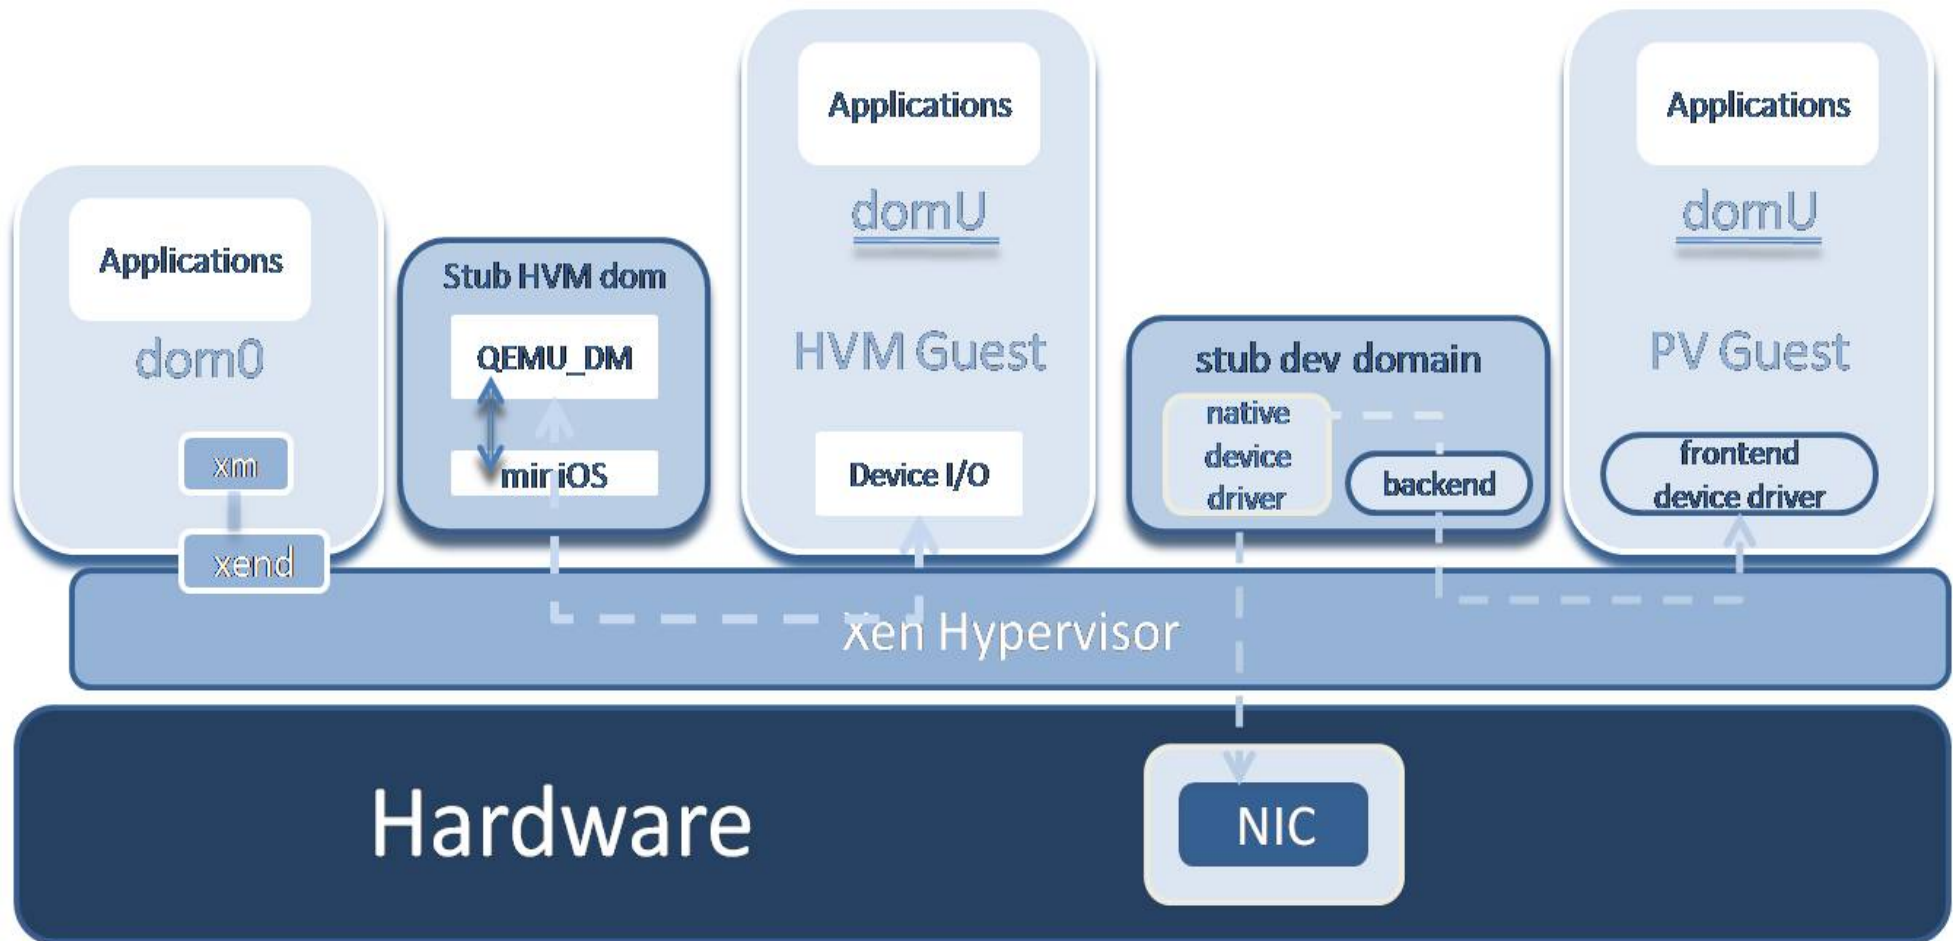 Applications
dom0
xm
xend
Stub HVM dom
QEMU_DM
miniOS
Applications
domU
HVM Guest
Device I/O
stub dev domain
native
device
driver
backend
Applications
domU
PV Guest
frontend
device driver
Xen Hypervisor
Hardware
NIC